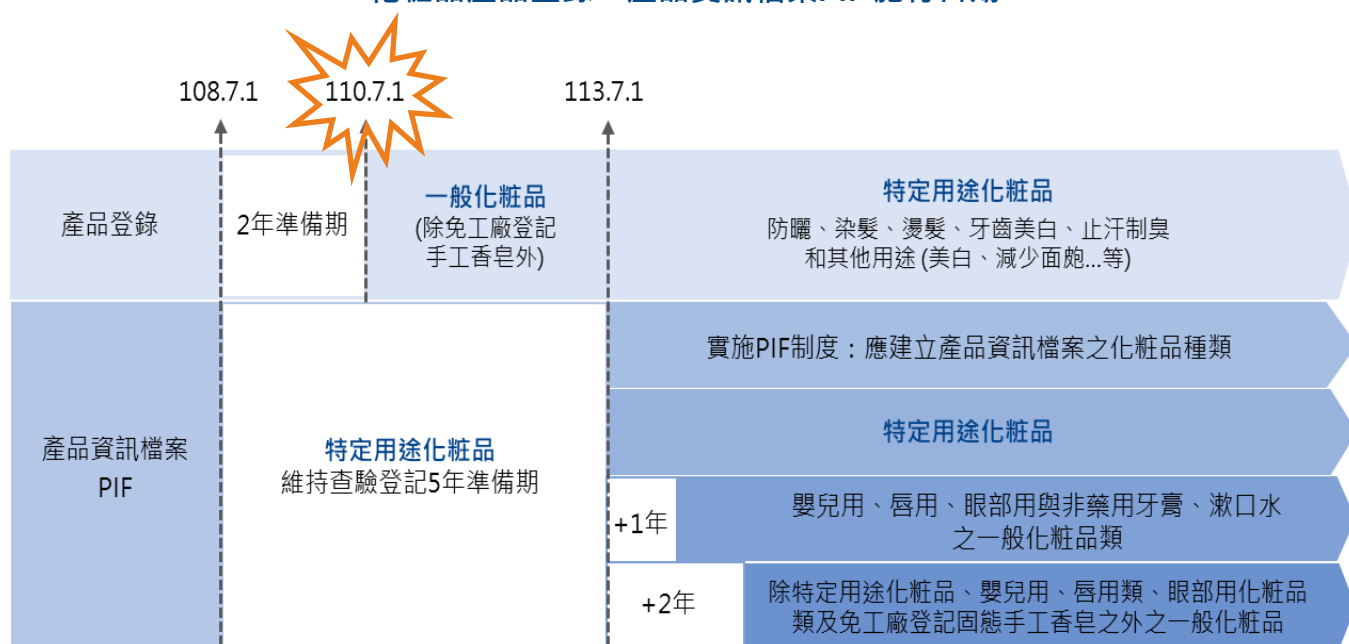 108.7.1
110.7.1
113.7.1
產品登錄
2年準備期
一般化粧品
(除免工廠登記
手工香皂外)
特定用途化粧品
防曬、染髮、燙髮、牙齒美白、止汗制臭
和其他用途 (美白、減少面皰...等)
產品資訊檔案
PIF
特定用途化粧品
維持查驗登記5年準備期
實施PIF制度：應建立產品資訊檔案之化粧品種類
特定用途化粧品
+1年
嬰兒用、唇用、眼部用與非藥用牙膏、漱口水
之一般化粧品類
+2年
除特定用途化粧品、嬰兒用、唇用類、眼部用化粧品
類及免工廠登記固態手工香皂之外之一般化粧品